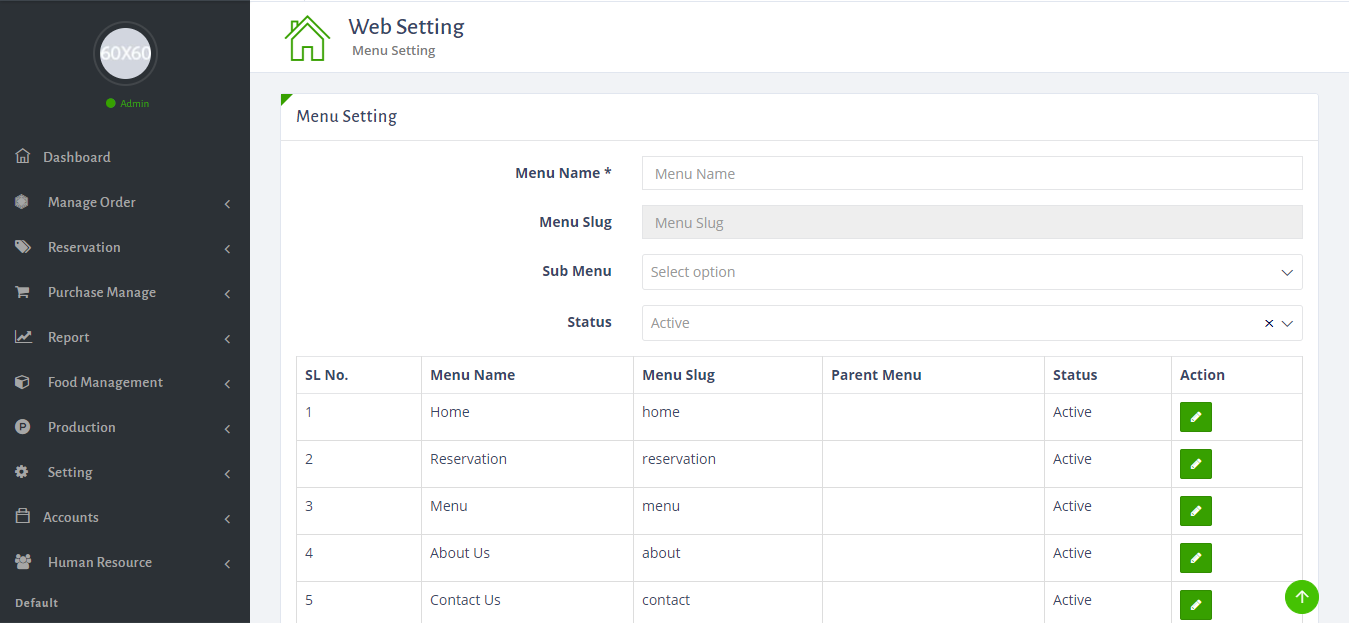 60X60
Admin
Dashboard
Manage Order
Reservation
Purchase Manage
Report
Food Management
Production
Setting
Accounts
Human Resource
Default
Web Setting
Menu Setting
Menu Setting
Menu Name * Menu Name
Menu Slug Menu Slug
Sub Menu Select option
Status Active ×
SL No. Menu Name Menu Slug Parent Menu Status Action
1 Home home Active
2 Reservation reservation Active
3 Menu menu Active
4 About Us about Active
5 Contact Us contact Active